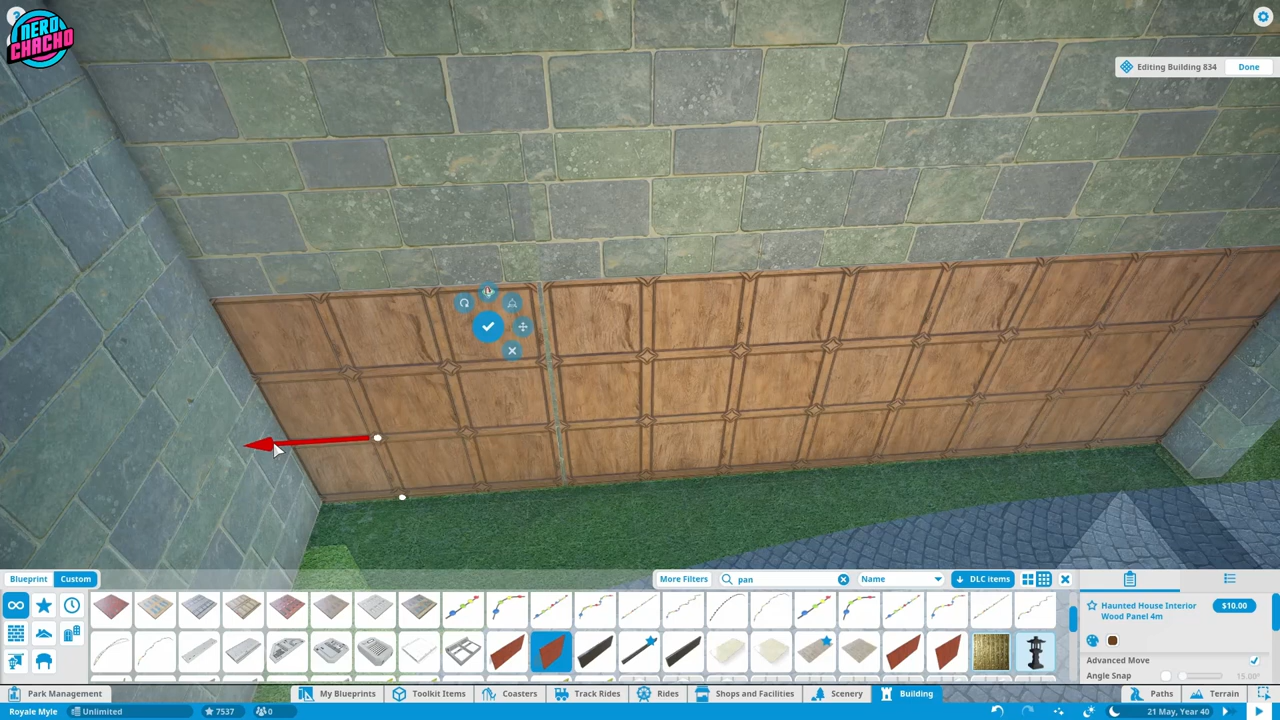 NERD
CHACHO
?
Editing Building 834
Done
Blueprint
Custom
More Filters
pan
Name
DLC items
Haunted House Interior
Wood Panel 4m
$10.00
Advanced Move
Angle Snap
15.00°
Park Management
My Blueprints
Toolkit Items
Coasters
Track Rides
Rides
Shops and Facilities
Scenery
Building
Paths
Terrain
Royale Myle
Unlimited
7537
0
21 May, Year 40